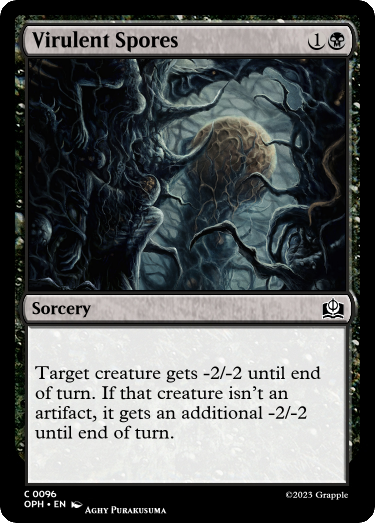 Virulent Spores 1
Sorcery
Target creature gets -2/-2 until end
of turn. If that creature isn't an
artifact, it gets an additional -2/-2
until end of turn.
C 0096
OPH • EN Aghy Purakusuma
©2023 Grapple